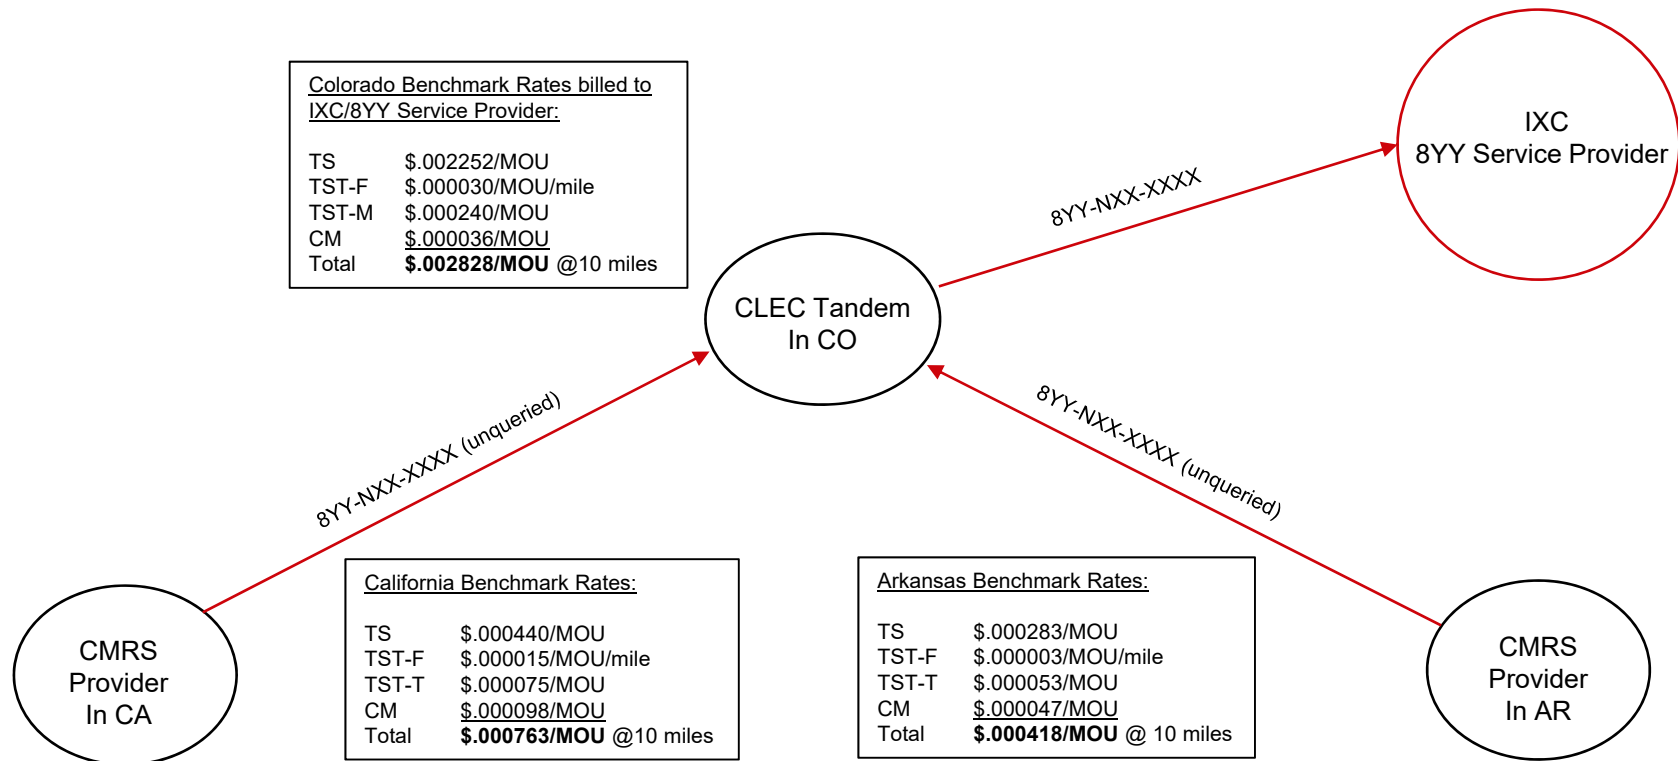 Colorado Benchmark Rates billed to
IXC/8YY Service Provider:
TS $.002252/MOU
TST-F $.000030/MOU/mile
TST-M $.000240/MOU
CM $.000036/MOU
Total $.002828/MOU @10 miles
IXC
8YY Service Provider
8YY-NXX-XXXX
CLEC Tandem
In CO
8YY-NXX-XXXX (unqueried)
8YY-NXX-XXXX (unqueried)
CMRS
Provider
In CA
California Benchmark Rates:
TS $.000440/MOU
TST-F $.000015/MOU/mile
TST-T $.000075/MOU
CM $.000098/MOU
Total $.000763/MOU @10 miles
Arkansas Benchmark Rates:
TS $.000283/MOU
TST-F $.000003/MOU/mile
TST-T $.000053/MOU
CM $.000047/MOU
Total $.000418/MOU @ 10 miles
CMRS
Provider
In AR